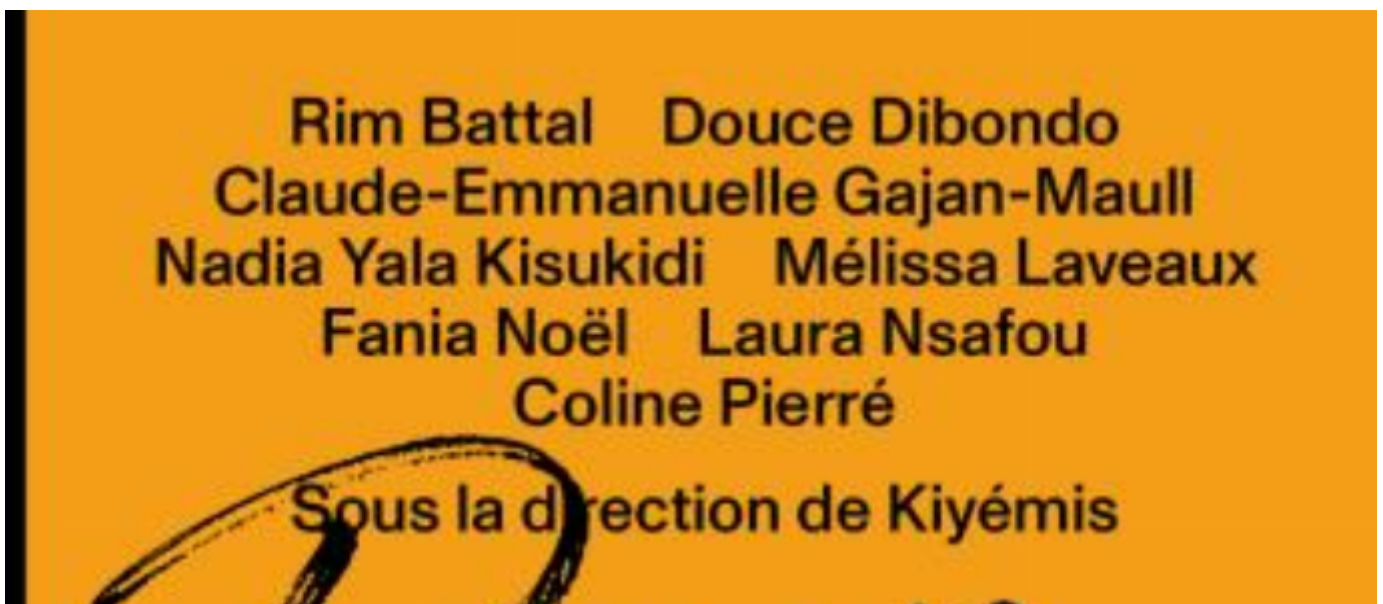 Rim Battal Douce Dibondo
Claude-Emmanuelle Gajan-Maull
Nadia Yala Kisukidi Mélissa Laveaux
Fania Noël Laura Nsafou
Coline Pierré
Sous la direction de Kiyémis